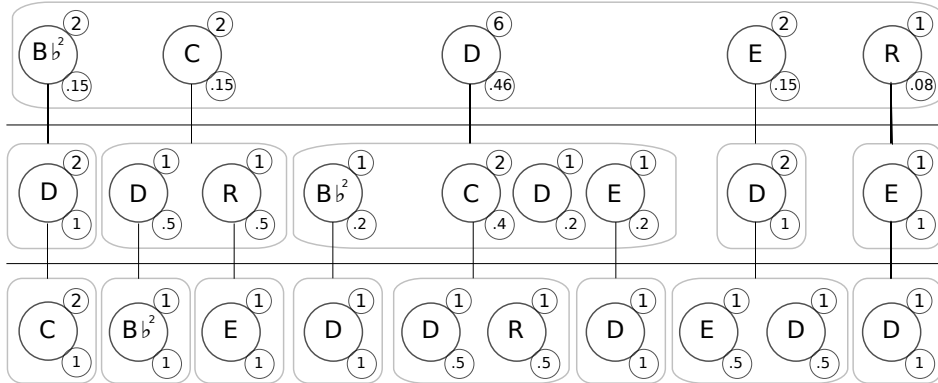 2 2 6 2 1
B♭² C D E R
.15 .15 .46 .15 .08
2 1 1 1 2 1 1 2 1
D D R B♭² C D E D E
1 .5 .5 .2 .4 .2 .2 1 1
2 1 1 1 1 1 1 1 1 1
C B♭² E D D R D E D D
1 1 1 1 .5 .5 1 .5 .5 1